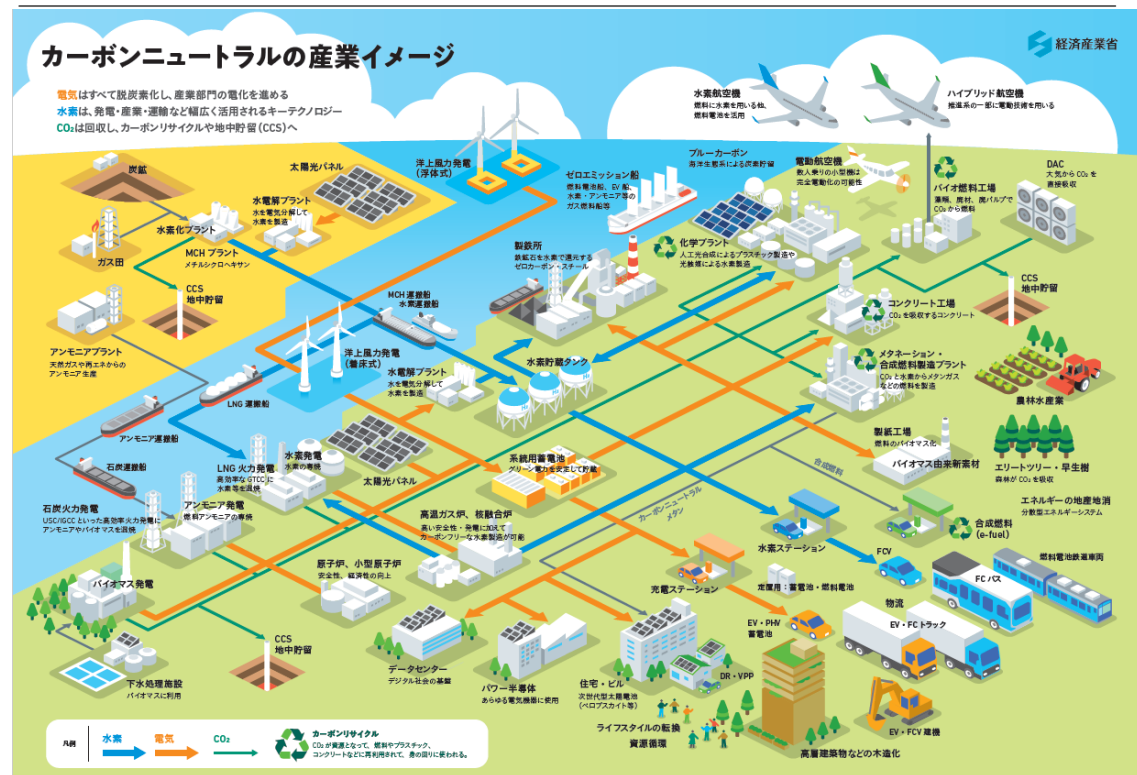 カーボンニュートラルの産業イメージ
経済産業省
電気はすべて脱炭素化し、産業部門の電化を進める
水素は、発電・産業・運輸など幅広く活用されるキーテクノロジー
CO₂は回収し、カーボンリサイクルや地中貯留(CCS)へ
水素航空機
燃料に水素を用いる他、
燃料電池を活用
ハイブリッド航空機
推進系の一部に電動技術を用いる
炭鉱
太陽光パネル
洋上風力発電
(浮体式)
ゼロエミッション船
燃料電池船、EV船、
水素・アンモニア等の
ガス燃料船等
ブルーカーボン
海洋生態系による炭素貯留
電動航空機
数人乗りの小型機は
完全電動化の可能性
バイオ燃料工場
藻類、廃材、廃パルプで
CO₂から燃料
DAC
大気からCO₂を
直接吸収
水電解プラント
水を電気分解して
水素を製造
水素化プラント
ガス田
MCHプラント
メチルシクロヘキサン
CCS
地中貯留
製鉄所
鉄鉱石を水素で還元する
ゼロカーボン・スチール
化学プラント
人工光合成によるプラスチック製造や
光触媒による水素製造
CCS
地中貯留
MCH運搬船
水素運搬船
コンクリート工場
CO₂を吸収するコンクリート
アンモニアプラント
天然ガスや再エネからの
アンモニア生産
洋上風力発電
(着床式)
水電解プラント
水を電気分解して
水素を製造
水素貯蔵タンク
H₂
H₂
H₂
メタネーション・
合成燃料製造プラント
CO₂と水素からメタンガス
などの燃料を製造
農林水産業
LNG運搬船
アンモニア運搬船
石炭運搬船
LNG火力発電
高効率なGTCCに
水素等を混焼
水素発電
水素の専焼
太陽光パネル
系統用蓄電池
グリーン電力を安定して貯蔵
製紙工場
燃料のバイオマス化
バイオマス由来新素材
合成燃料
エリートツリー・早生樹
森林がCO₂を吸収
石炭火力発電
USC/IGCCといった高効率火力発電に
アンモニアやバイオマスを混焼
アンモニア発電
燃料アンモニアの専焼
高温ガス炉、核融合炉
高い安全性・発電に加えて
カーボンフリーな水素製造が可能
カーボンニュートラル
メタン
エネルギーの地産地消
分散型エネルギーシステム
合成燃料
(e-fuel)
水素ステーション
燃料電池鉄道車両
バイオマス発電
原子炉、小型原子炉
安全性、経済性の向上
充電ステーション
定置用:蓄電池・燃料電池
FCV
FCバス
物流
EV・FCトラック
EV・PHV
蓄電池
CCS
地中貯留
下水処理施設
バイオマスに利用
データセンター
デジタル社会の基盤
パワー半導体
あらゆる電気機器に使用
住宅・ビル
次世代型太陽電池
(ペロブスカイト等)
DR・VPP
ライフスタイルの転換
資源循環
高層建築物などの木造化
EV・FCV建機
凡例
水素
電気
CO₂
カーボンリサイクル
CO₂が資源となって、燃料やプラスチック、
コンクリートなどに再利用されて、身の回りに使われる。